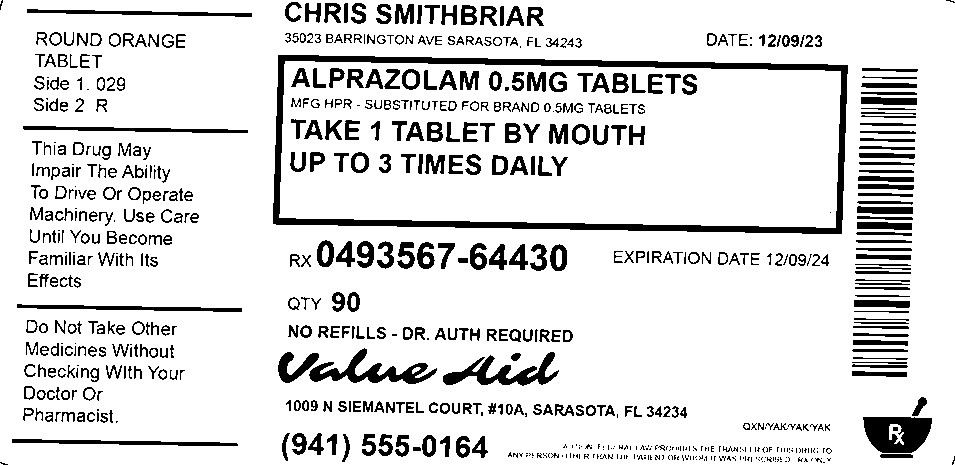 ROUND ORANGE
TABLET
Side 1. 029
Side 2 R
Thia Drug May
Impair The Ability
To Drive Or Operate
Machinery. Use Care
Until You Become
Familiar With Its
Effects
Do Not Take Other
Medicines Without
Checking With Your
Doctor Or
Pharmacist.
CHRIS SMITHBRIAR
35023 BARRINGTON AVE SARASOTA, FL 34243
DATE: 12/09/23
ALPRAZOLAM 0.5MG TABLETS
MFG HPR - SUBSTITUTED FOR BRAND 0.5MG TABLETS
TAKE 1 TABLET BY MOUTH
UP TO 3 TIMES DAILY
RX 0493567-64430
EXPIRATION DATE 12/09/24
QTY 90
NO REFILLS - DR. AUTH REQUIRED
Value Aid
1009 N SIEMANTEL COURT, #10A, SARASOTA, FL 34234
(941) 555-0164
QXN/YAK/YAK/YAK
CAUTION: FEDERAL LAW PROHIBITS THE TRANSFER OF THIS DRUG TO
ANY PERSON OTHER THAN THE PATIENT FOR WHOM IT WAS PRESCRIBED. RX ONLY
Rx